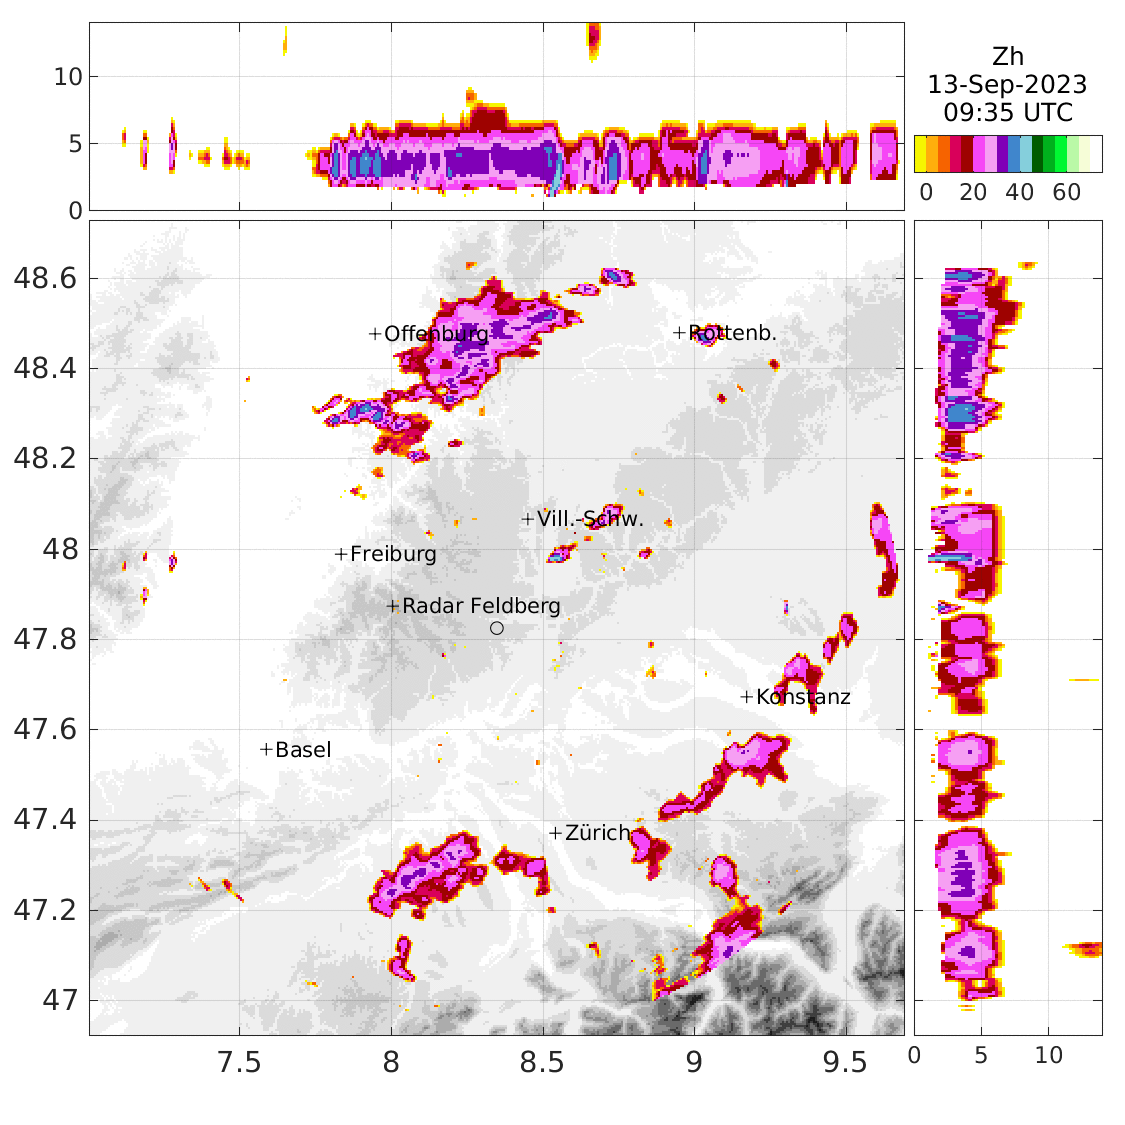 10
5
0
Zh
13-Sep-2023
09:35 UTC
0 20 40 60
48.6
48.4
48.2
48
47.8
47.6
47.4
47.2
47
+Offenburg
+Rottenb.
+Vill.-Schw.
+Freiburg
+Radar Feldberg
+Konstanz
+Basel
+Zürich
7.5 8 8.5 9 9.5
0 5 10